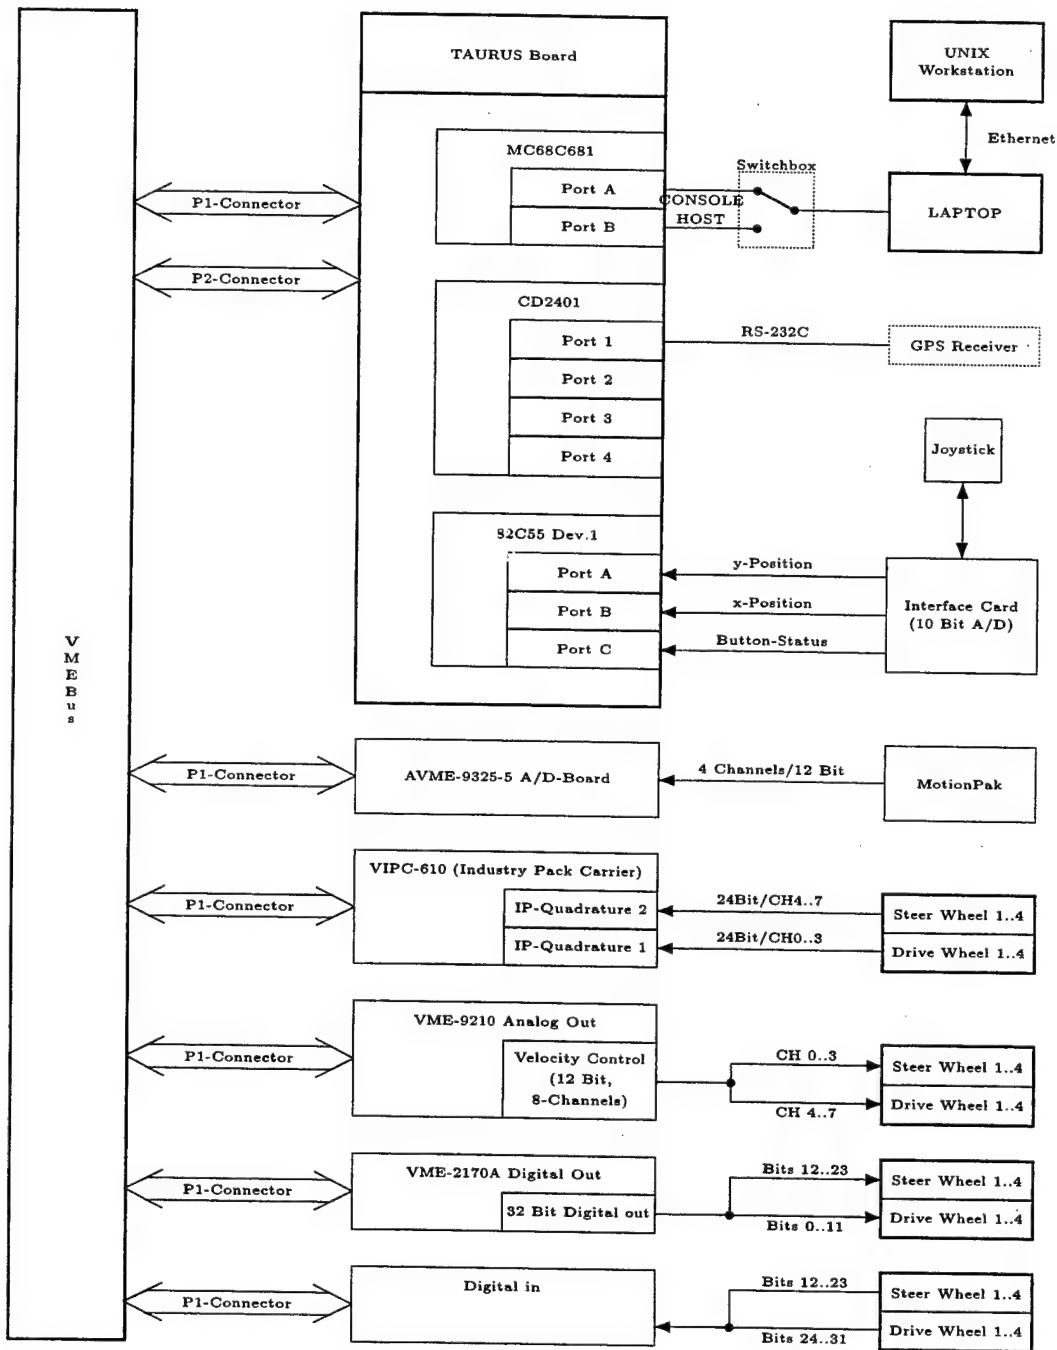 TAURUS Board
UNIX
Workstation
Ethernet
MC68C681
Switchbox
Port A
CONSOLE
P1-Connector
HOST
LAPTOP
Port B
P2-Connector
CD2401
RS-232C
Port 1
GPS Receiver
Port 2
Port 3
Port 4
Joystick
82C55 Dev.1
y-Position
Port A
x-Position
Port B
Interface Card
(10 Bit A/D)
Button-Status
Port C
VMEBus
P1-Connector
AVME-9325-5 A/D-Board
4 Channels/12 Bit
MotionPak
VIPC-610 (Industry Pack Carrier)
P1-Connector
IP-Quadrature 2
24Bit/CH4..7
Steer Wheel 1..4
IP-Quadrature 1
24Bit/CH0..3
Drive Wheel 1..4
VME-9210 Analog Out
P1-Connector
Velocity Control
(12 Bit,
8-Channels)
CH 0..3
Steer Wheel 1..4
CH 4..7
Drive Wheel 1..4
VME-2170A Digital Out
P1-Connector
32 Bit Digital out
Bits 12..23
Steer Wheel 1..4
Bits 0..11
Drive Wheel 1..4
Digital in
P1-Connector
Bits 12..23
Steer Wheel 1..4
Bits 24..31
Drive Wheel 1..4